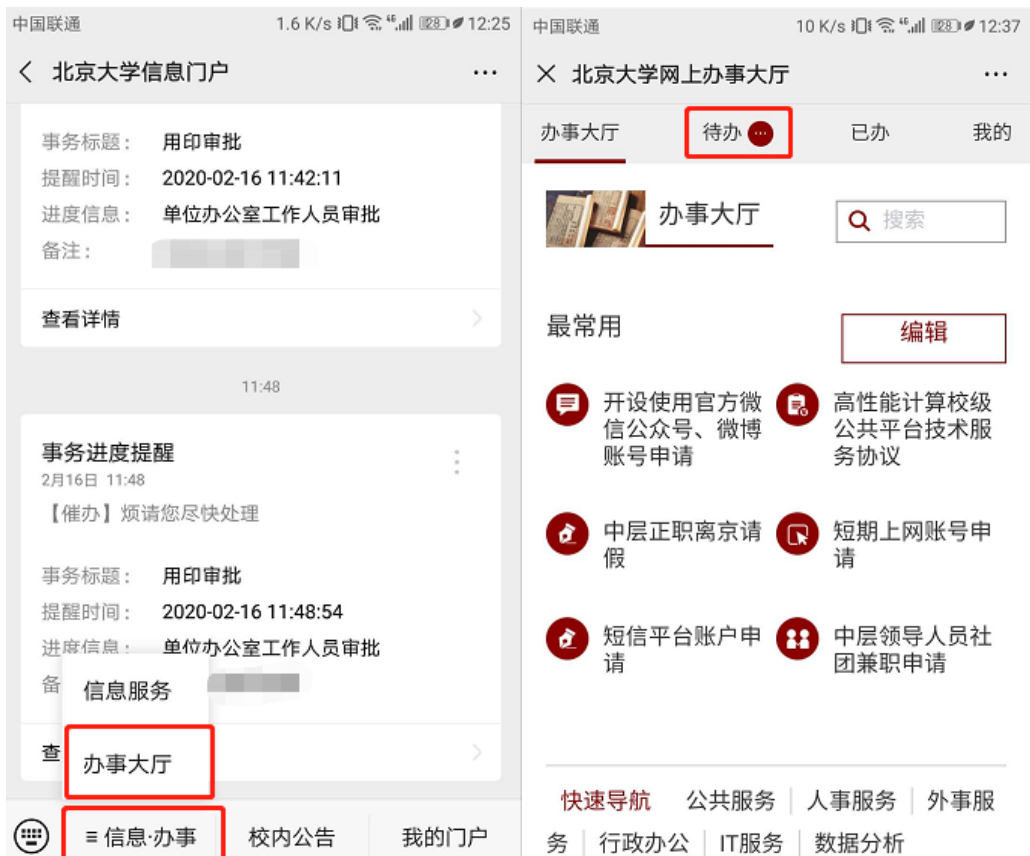 中国联通 1.6 K/s 28 12:25
北京大学信息门户
事务标题： 用印审批
提醒时间： 2020-02-16 11:42:11
进度信息： 单位办公室工作人员审批
备注：
查看详情
11:48
事务进度提醒
2月16日 11:48
【催办】烦请您尽快处理
事务标题： 用印审批
提醒时间： 2020-02-16 11:48:54
进度信息： 单位办公室工作人员审批
备
信息服务
查
办事大厅
信息·办事 校内公告 我的门户
中国联通 10 K/s 28 12:37
北京大学网上办事大厅
办事大厅 待办 已办 我的
办事大厅 搜索
最常用 编辑
开设使用官方微
信公众号、微博
账号申请
高性能计算校级
公共平台技术服
务协议
中层正职离京请
假
短期上网账号申
请
短信平台账户申
请
中层领导人员社
团兼职申请
快速导航 公共服务 人事服务 外事服
务 行政办公 IT服务 数据分析